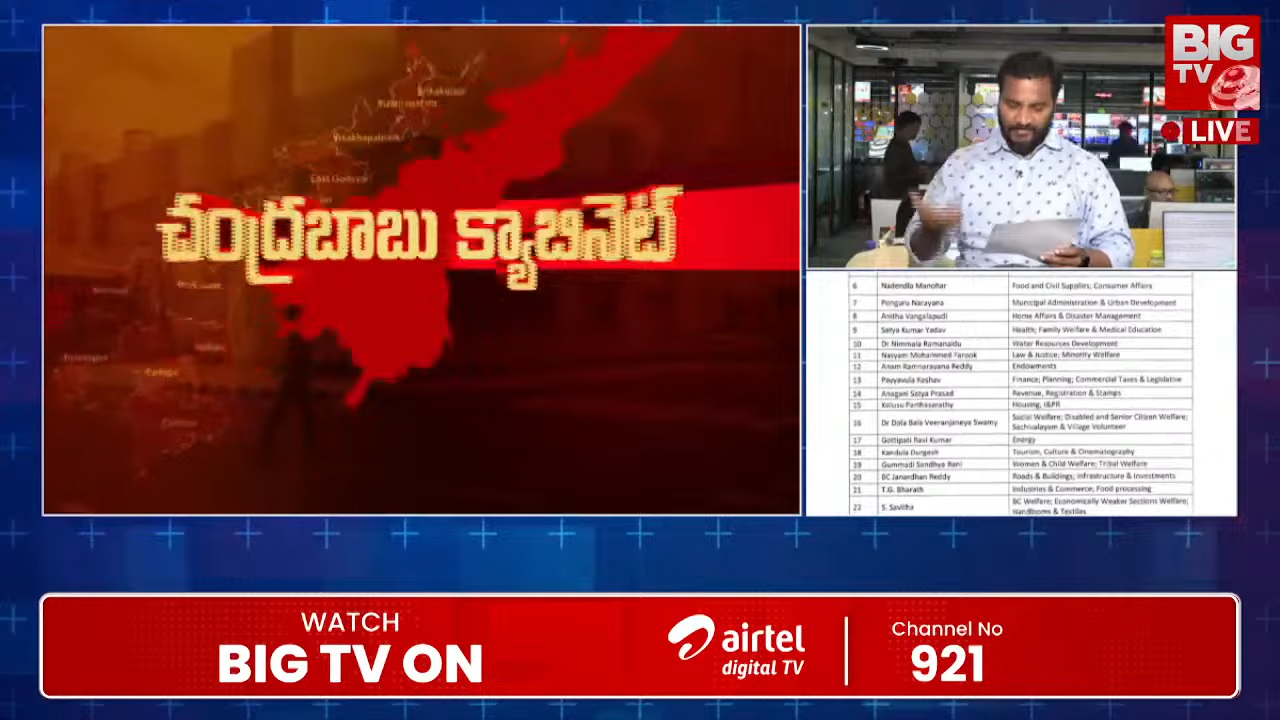 BIG
TV
LIVE
Srikakulam
Visakhapatnam
East Godavari
చంద్రబాబు క్యాబినెట్
6 Nadendla Manohar Food and Civil Supplies; Consumer Affairs
7 Ponguru Narayana Municipal Administration & Urban Development
8 Anitha Vangalapudi Home Affairs & Disaster Management
9 Satya Kumar Yadav Health; Family Welfare & Medical Education
10 Dr Nimmala Ramanaidu Water Resources Development
11 Nasyam Mohammed Farook Law & Justice; Minority Welfare
12 Anam Ramnarayana Reddy Endowments
13 Payyavula Keshav Finance; Planning; Commercial Taxes & Legislative
14 Anagani Satya Prasad Revenue, Registration & Stamps
15 Kolusu Parthasarathy Housing, I&PR
16 Dr Dola Bala Veeranjaneya Swamy Social Welfare; Disabled and Senior Citizen Welfare;
Sachivalayam & Village Volunteer
17 Gottipati Ravi Kumar Energy
18 Kandula Durgesh Tourism, Culture & Cinematography
19 Gummadi Sandhya Rani Women & Child Welfare; Tribal Welfare
20 BC Janardhan Reddy Roads & Buildings; Infrastructure & Investments
21 T.G. Bharath Industries & Commerce; Food processing
22 S. Savitha BC Welfare; Economically Weaker Sections Welfare;
Handlooms & Textiles
WATCH
BIG TV ON
airtel
digital TV
Channel No
921